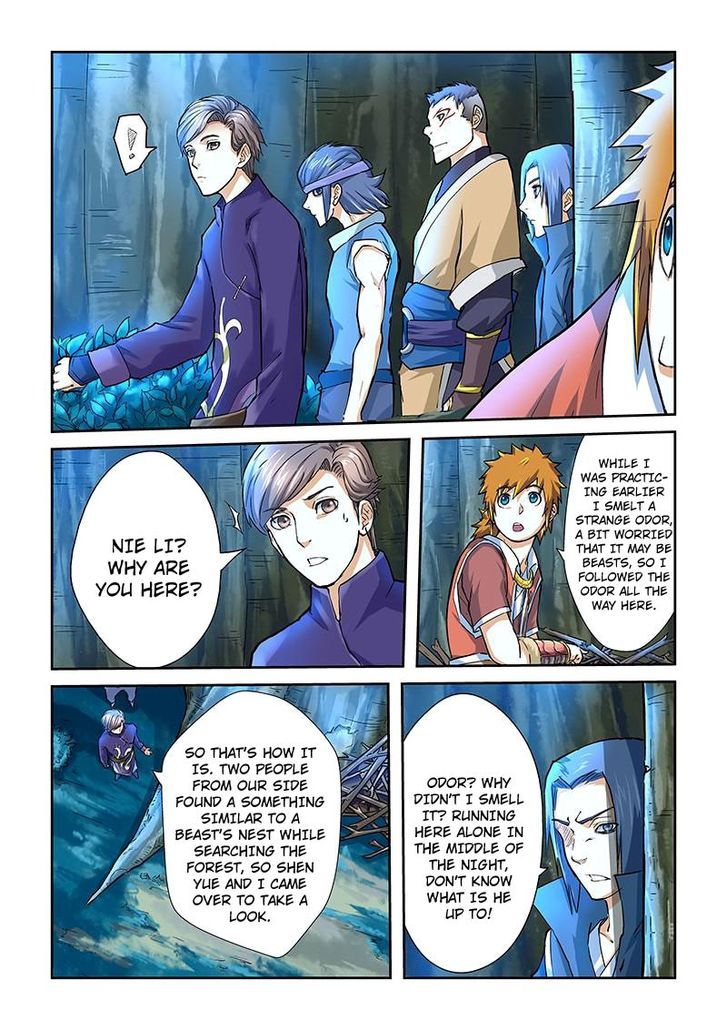 !
NIE LI?
WHY ARE
YOU HERE?
WHILE I
WAS PRACTIC-
ING EARLIER
I SMELT A
STRANGE ODOR,
A BIT WORRIED
THAT IT MAY BE
BEASTS, SO I
FOLLOWED THE
ODOR ALL THE
WAY HERE.
SO THAT'S HOW IT
IS. TWO PEOPLE
FROM OUR SIDE
FOUND A SOMETHING
SIMILAR TO A
BEAST'S NEST WHILE
SEARCHING THE
FOREST, SO SHEN
YUE AND I CAME
OVER TO TAKE A
LOOK.
ODOR? WHY
DIDN'T I SMELL
IT? RUNNING
HERE ALONE IN
THE MIDDLE OF
THE NIGHT,
DON'T KNOW
WHAT IS HE
UP TO!